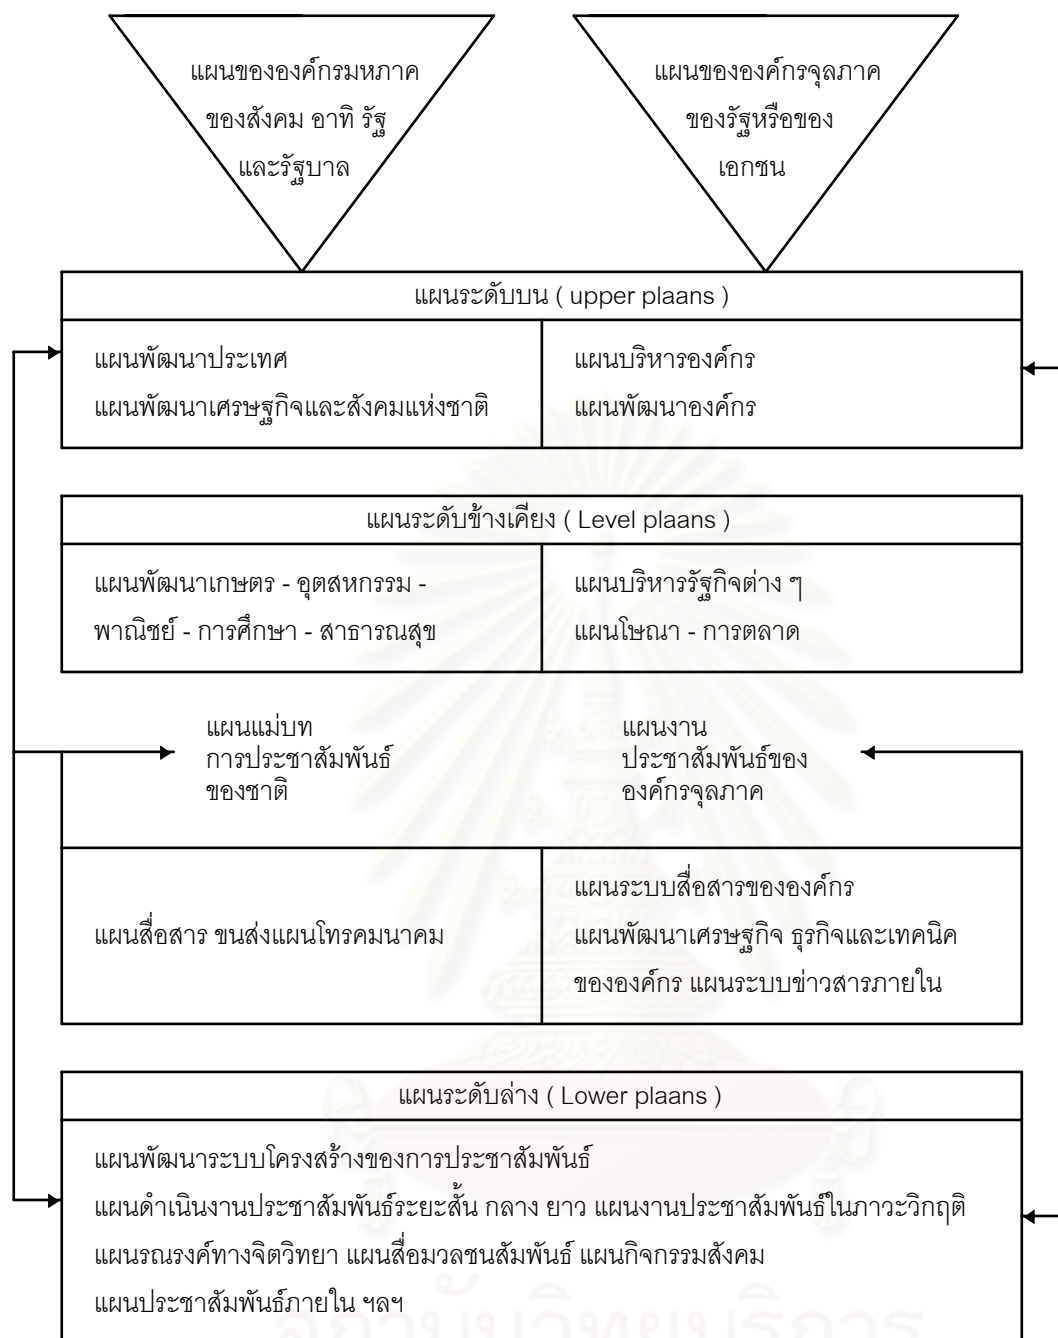 แผนขององค์กรมหภาค
ของสังคม อาทิ รัฐ
และรัฐบาล
แผนขององค์กรจุลภาค
ของรัฐหรือของ
เอกชน
แผนระดับบน ( upper plaans )
แผนพัฒนาประเทศ
แผนพัฒนาเศรษฐกิจและสังคมแห่งชาติ
แผนบริหารองค์กร
แผนพัฒนาองค์กร
แผนระดับข้างเคียง ( Level plaans )
แผนพัฒนาเกษตร - อุตสหกรรม -
พาณิชย์ - การศึกษา - สาธารณสุข
แผนบริหารรัฐกิจต่าง ๆ
แผนโษณา - การตลาด
แผนแม่บท
การประชาสัมพันธ์
ของชาติ
แผนงาน
ประชาสัมพันธ์ของ
องค์กรจุลภาค
แผนสื่อสาร ขนส่งแผนโทรคมนาคม
แผนระบบสื่อสารขององค์กร
แผนพัฒนาเศรษฐกิจ ธุรกิจและเทคนิค
ขององค์กร แผนระบบข่าวสารภายใน
แผนระดับล่าง ( Lower plaans )
แผนพัฒนาระบบโครงสร้างของการประชาสัมพันธ์
แผนดำเนินงานประชาสัมพันธ์ระยะสั้น กลาง ยาว แผนงานประชาสัมพันธ์ในภาวะวิกฤติ
แผนรณรงค์ทางจิตวิทยา แผนสื่อมวลชนสัมพันธ์ แผนกิจกรรมสังคม
แผนประชาสัมพันธ์ภายใน ฯลฯ
สถาบันวิทยบริการ